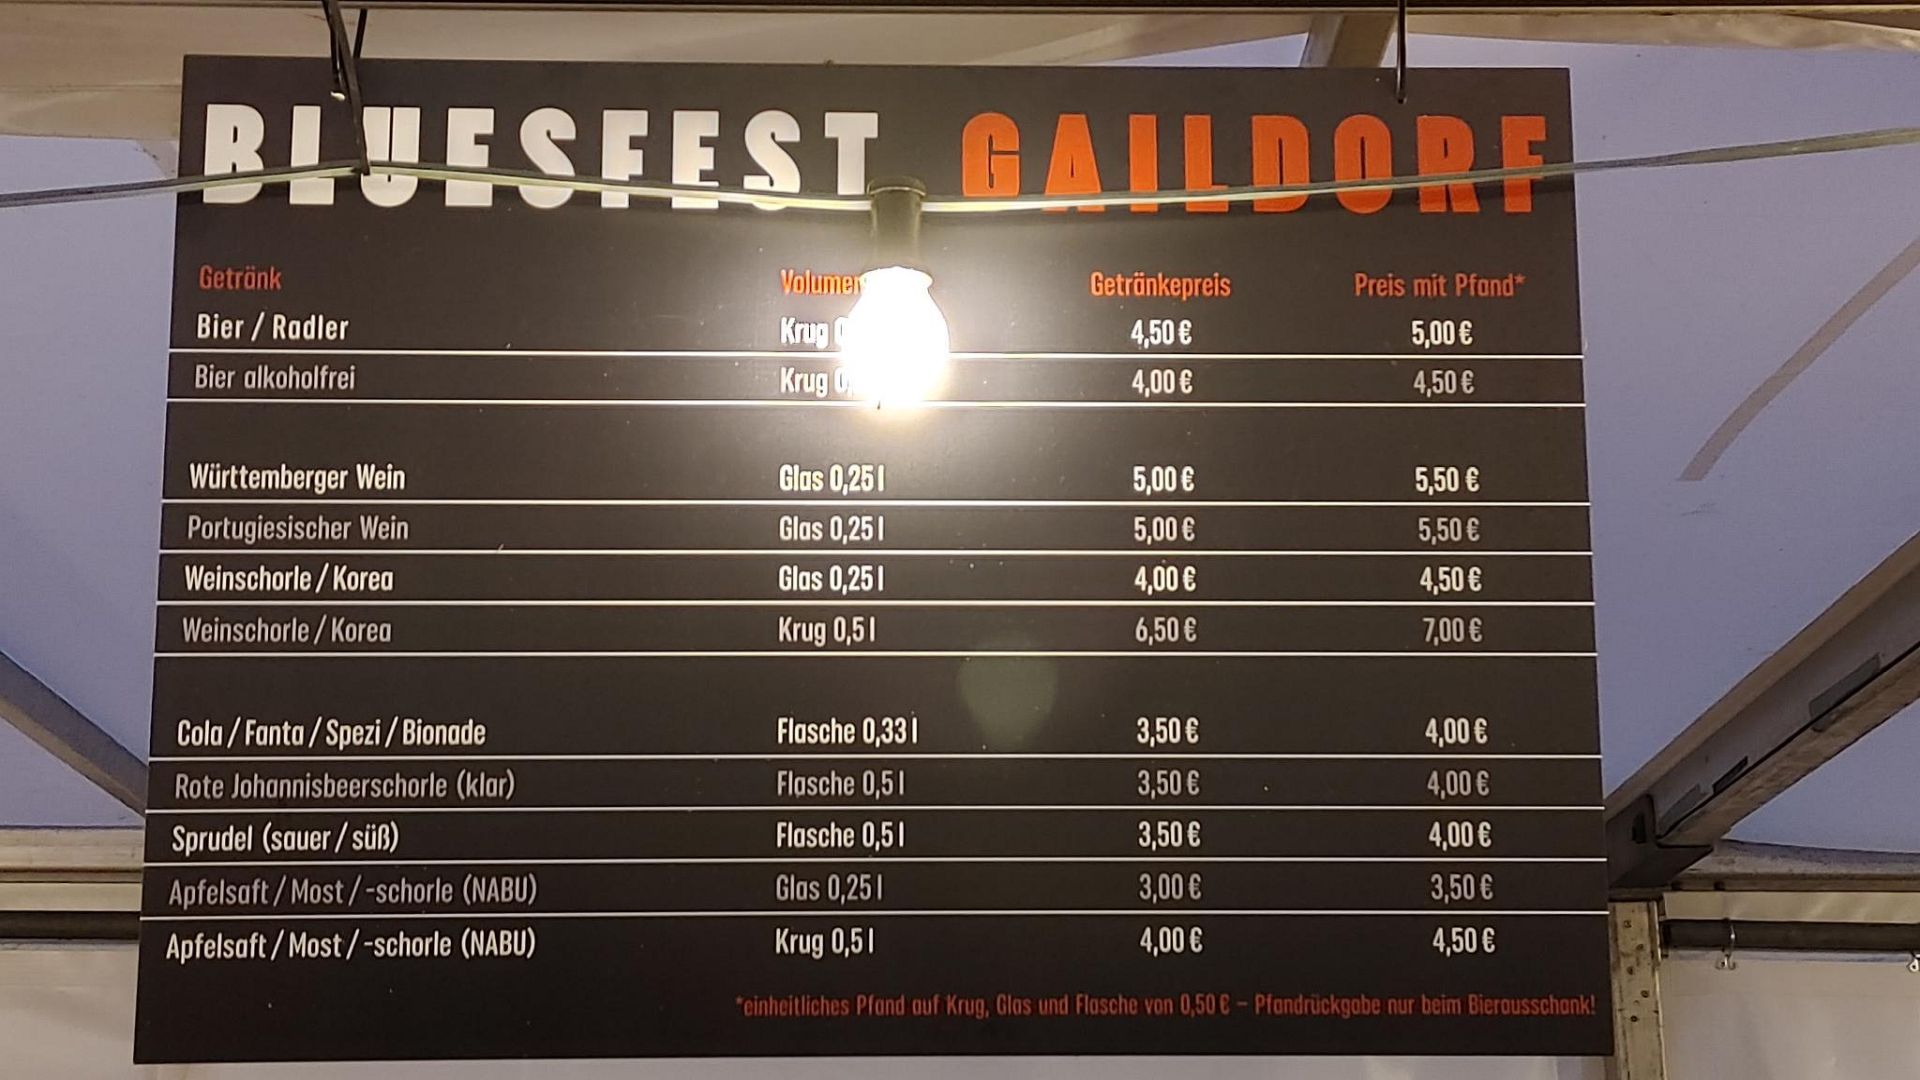 BLUESFEST GAILDORF
Getränk Volumen Getränkepreis Preis mit Pfand*
Bier / Radler Krug 4,50 € 5,00 €
Bier alkoholfrei Krug 4,00 € 4,50 €
Württemberger Wein Glas 0,25 l 5,00 € 5,50 €
Portugiesischer Wein Glas 0,25 l 5,00 € 5,50 €
Weinschorle / Korea Glas 0,25 l 4,00 € 4,50 €
Weinschorle / Korea Krug 0,5 l 6,50 € 7,00 €
Cola / Fanta / Spezi / Bionade Flasche 0,33 l 3,50 € 4,00 €
Rote Johannisbeerschorle (klar) Flasche 0,5 l 3,50 € 4,00 €
Sprudel (sauer / süß) Flasche 0,5 l 3,50 € 4,00 €
Apfelsaft / Most / -schorle (NABU) Glas 0,25 l 3,00 € 3,50 €
Apfelsaft / Most / -schorle (NABU) Krug 0,5 l 4,00 € 4,50 €
*einheitliches Pfand auf Krug, Glas und Flasche von 0,50 € – Pfandrückgabe nur beim Bierausschank!